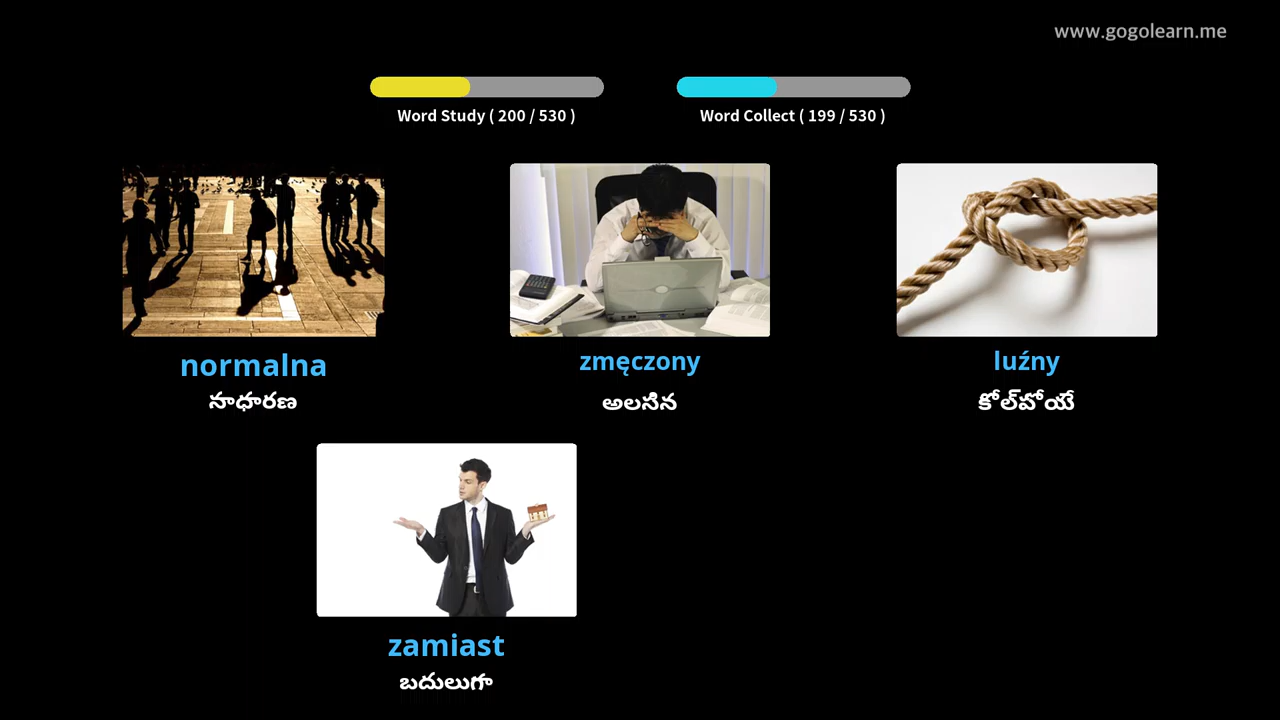 www.gogolearn.me
Word Study ( 200 / 530 )
Word Collect ( 199 / 530 )
normalna
సాధారణ
zmęczony
అలసిన
luźny
కోల్పోయే
zamiast
బదులుగా